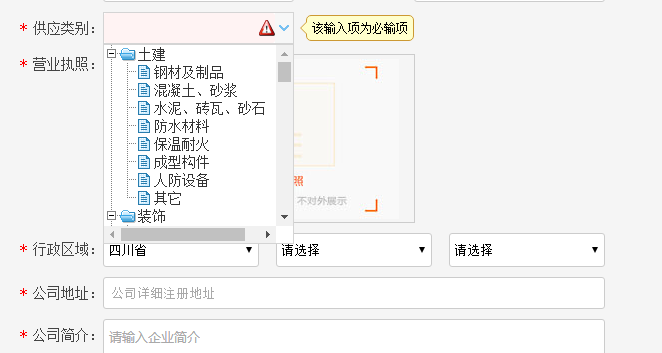 * 供应类别:
该输入项为必输项
土建
钢材及制品
混凝土、砂浆
水泥、砖瓦、砂石
防水材料
保温耐火
成型构件
人防设备
其它
装饰
* 营业执照:
照
不对外展示
* 行政区域: 四川省 请选择 请选择
* 公司地址: 公司详细注册地址
* 公司简介: 请输入企业简介